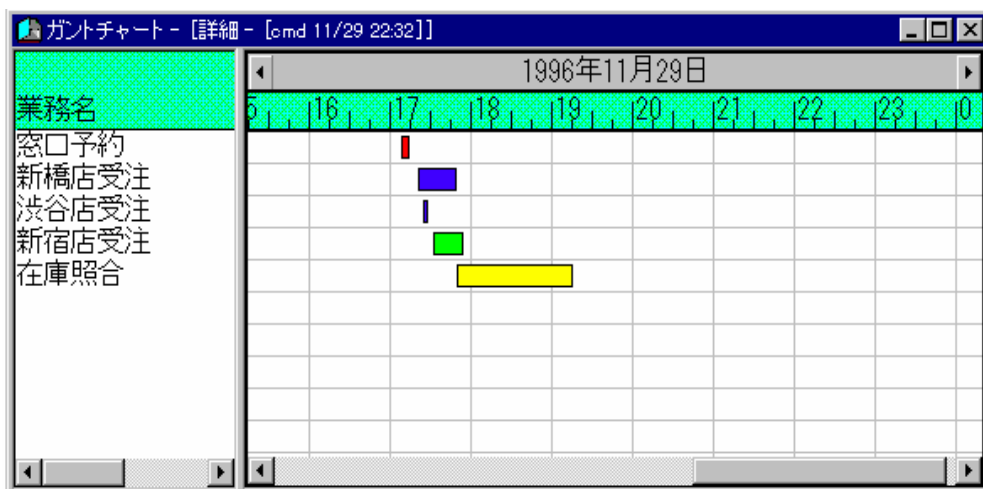 ガントチャート - [詳細 - [cmd 11/29 22:32]]
1996年11月29日
業務名
5 16 17 18 19 20 21 22 23 0
窓口予約
新橋店受注
渋谷店受注
新宿店受注
在庫照合